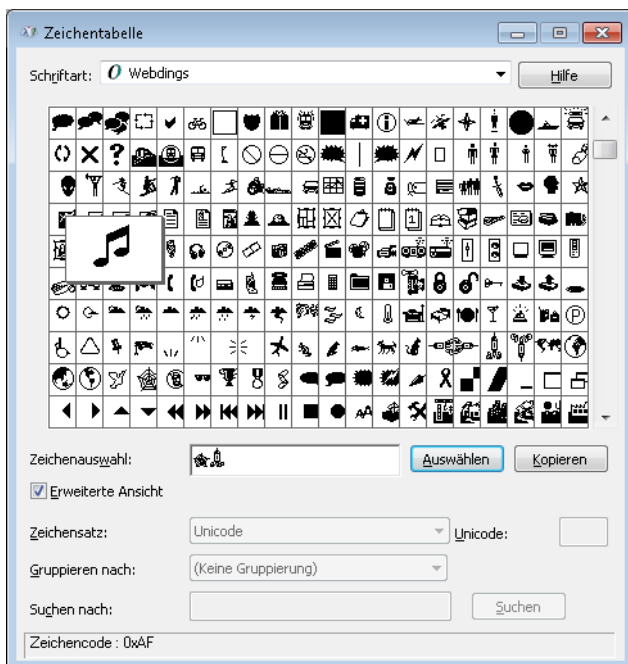 Zeichentabelle
Schriftart: O Webdings Hilfe
Zeichenauswahl: Auswählen Kopieren
Erweiterte Ansicht
Zeichensatz: Unicode Unicode:
Gruppieren nach: (Keine Gruppierung)
Suchen nach: Suchen
Zeichencode : 0xAF